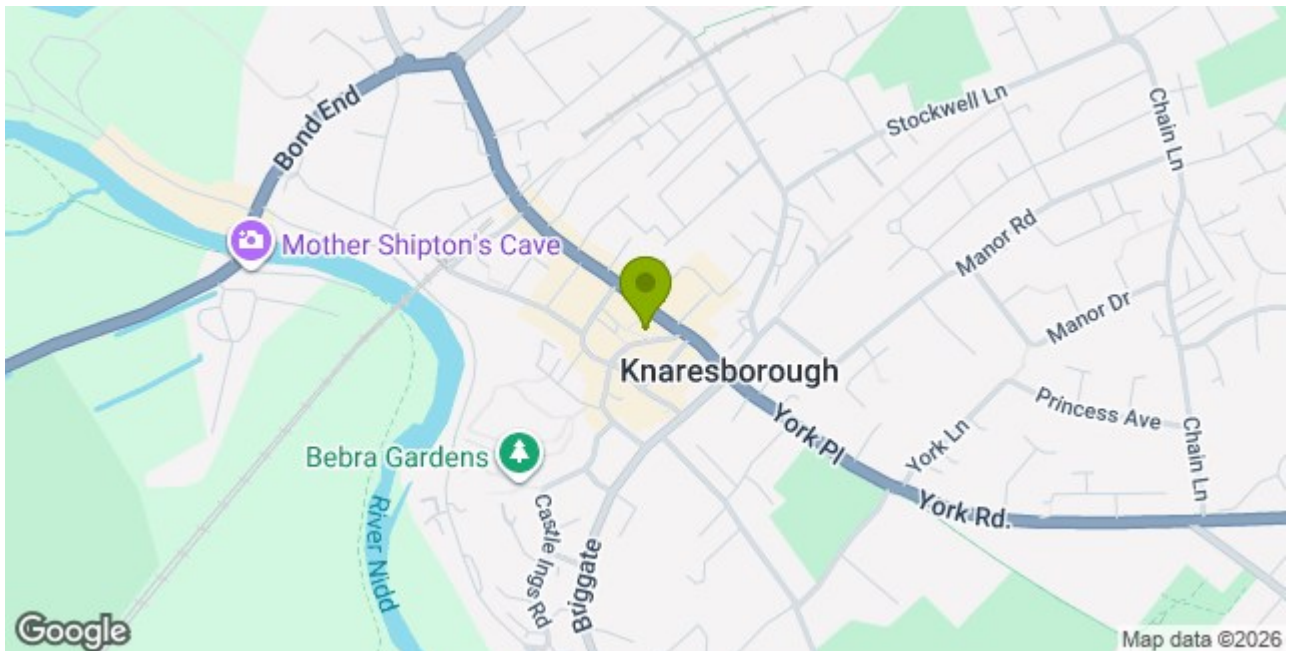 Bond End
Stockwell Ln
Chain Ln
Mother Shipton's Cave
Manor Rd
Manor Dr
Knaresborough
Princess Ave
York Pl
York Ln
Chain Ln
Bebra Gardens
York Rd.
River Nidd
Castle Ings Rd
Briggate
Google
Map data ©2026